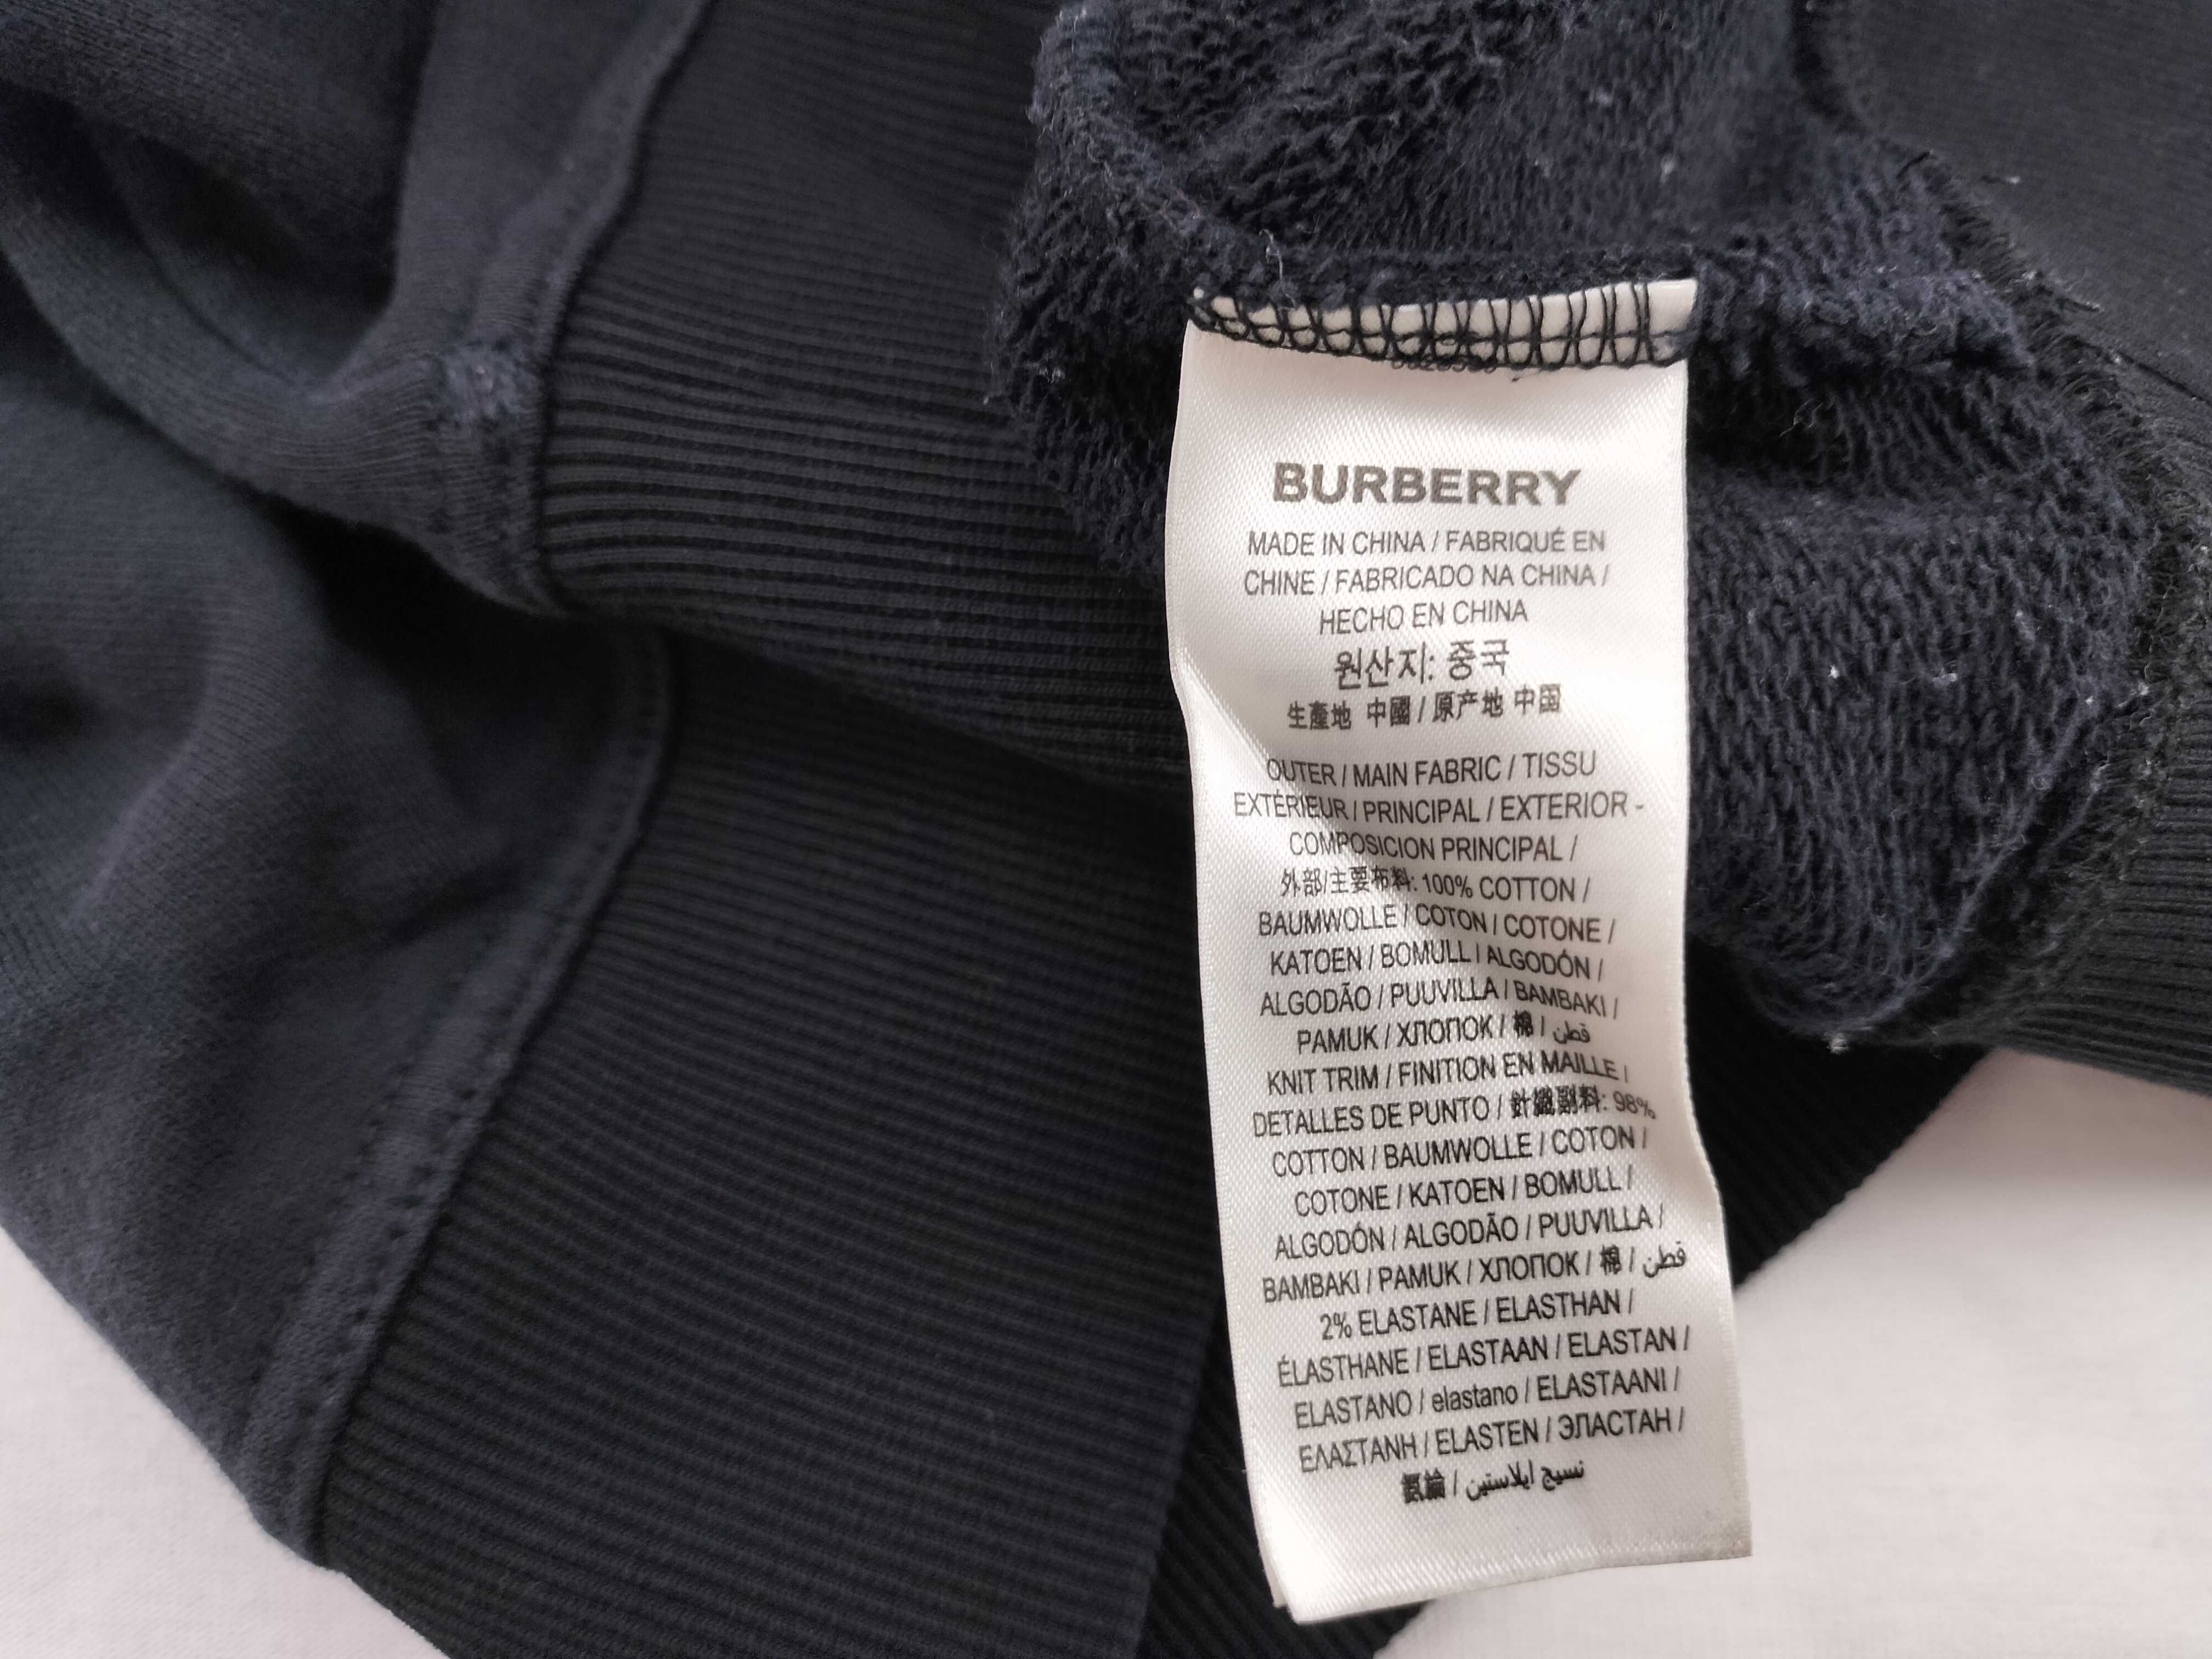 BURBERRY
MADE IN CHINA / FABRIQUÉ EN
CHINE / FABRICADO NA CHINA /
HECHO EN CHINA
원산지: 중국
生產地 中國 / 原产地 中国
OUTER / MAIN FABRIC / TISSU
EXTÉRIEUR / PRINCIPAL / EXTERIOR -
COMPOSICION PRINCIPAL /
外部/主要布料: 100% COTTON /
BAUMWOLLE / COTON / COTONE /
KATOEN / BOMULL / ALGODÓN /
ALGODÃO / PUUVILLA / BAMBAKI /
PAMUK / ХЛОПОК / 棉 / قطن
KNIT TRIM / FINITION EN MAILLE /
DETALLES DE PUNTO / 針織副料: 98%
COTTON / BAUMWOLLE / COTON /
COTONE / KATOEN / BOMULL /
ALGODÓN / ALGODÃO / PUUVILLA /
BAMBAKI / PAMUK / ХЛОПОК / 棉 / قطن
2% ELASTANE / ELASTHAN /
ÉLASTHANE / ELASTAAN / ELASTAN /
ELASTANO / elastano / ELASTAANI /
ΕΛΑΣΤΑΝΗ / ELASTEN / ЭЛАСТАН /
氨綸 / نسيج ايلاستين